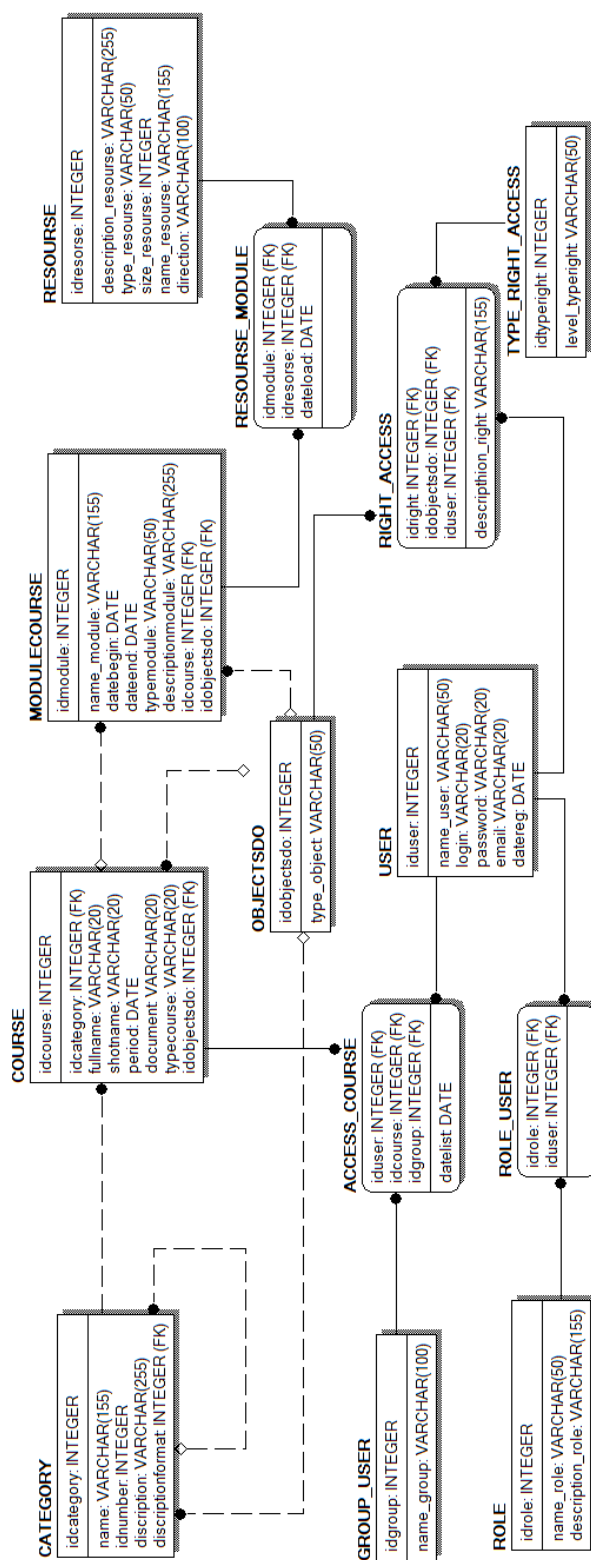 CATEGORY
idcategory: INTEGER
name: VARCHAR(155)
idnumber: INTEGER
discription: VARCHAR(255)
discriptionformat: INTEGER (FK)
COURSE
idcourse: INTEGER
idcategory: INTEGER (FK)
fullname: VARCHAR(20)
shotname: VARCHAR(20)
period: DATE
document: VARCHAR(20)
typecourse: VARCHAR(20)
idobjectsdo: INTEGER (FK)
MODULECOURSE
idmodule: INTEGER
name_module: VARCHAR(155)
datebegin: DATE
dateend: DATE
typemodule: VARCHAR(50)
descriptionmodule: VARCHAR(255)
idcourse: INTEGER (FK)
idobjectsdo: INTEGER (FK)
RESOURSE
idresorse: INTEGER
description_resourse: VARCHAR(255)
type_resourse: VARCHAR(50)
size_resourse: INTEGER
name_resourse: VARCHAR(155)
direction: VARCHAR(100)
RESOURSE_MODULE
idmodule: INTEGER (FK)
idresorse: INTEGER (FK)
dateload: DATE
OBJECTSDO
idobjectsdo: INTEGER
type_object: VARCHAR(50)
GROUP_USER
idgroup: INTEGER
name_group: VARCHAR(100)
ACCESS_COURSE
iduser: INTEGER (FK)
idcourse: INTEGER (FK)
idgroup: INTEGER (FK)
datelist: DATE
USER
iduser: INTEGER
name_user: VARCHAR(50)
login: VARCHAR(20)
password: VARCHAR(20)
email: VARCHAR(20)
datereg: DATE
RIGHT_ACCESS
idright: INTEGER (FK)
idobjectsdo: INTEGER (FK)
iduser: INTEGER (FK)
descripthion_right: VARCHAR(155)
TYPE_RIGHT_ACCESS
idtyperight: INTEGER
level_typeright: VARCHAR(50)
ROLE
idrole: INTEGER
name_role: VARCHAR(50)
description_role: VARCHAR(155)
ROLE_USER
idrole: INTEGER (FK)
iduser: INTEGER (FK)